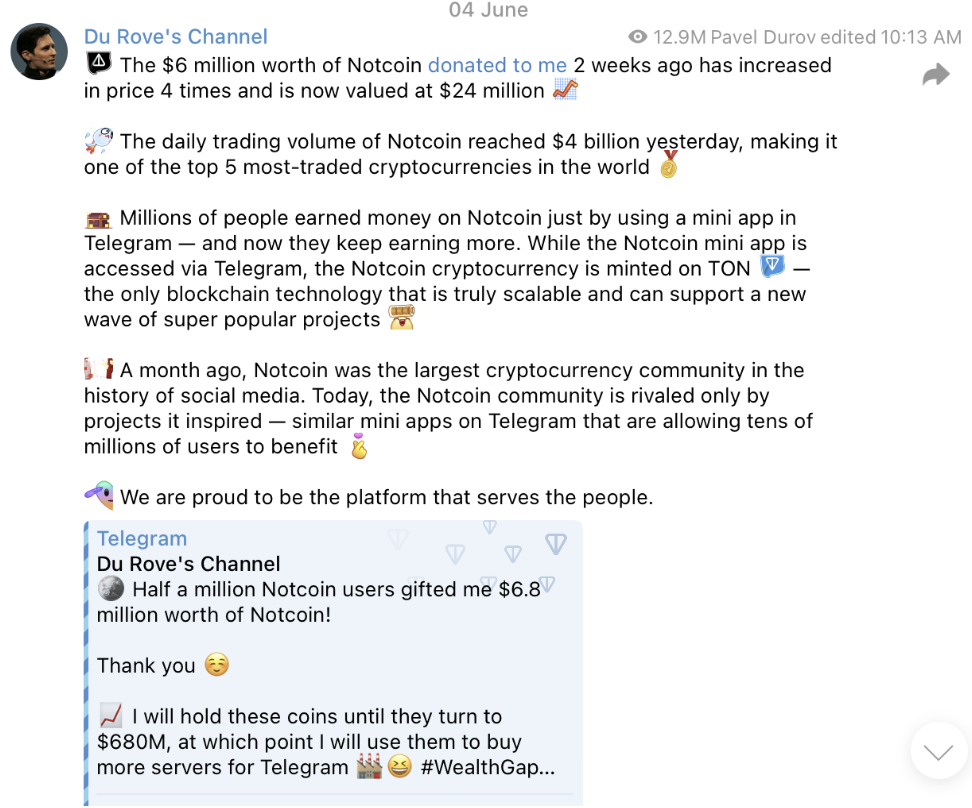 04 June
Du Rove's Channel
12.9M Pavel Durov edited 10:13 AM
The $6 million worth of Notcoin donated to me 2 weeks ago has increased
in price 4 times and is now valued at $24 million
The daily trading volume of Notcoin reached $4 billion yesterday, making it
one of the top 5 most-traded cryptocurrencies in the world
Millions of people earned money on Notcoin just by using a mini app in
Telegram — and now they keep earning more. While the Notcoin mini app is
accessed via Telegram, the Notcoin cryptocurrency is minted on TON —
the only blockchain technology that is truly scalable and can support a new
wave of super popular projects
A month ago, Notcoin was the largest cryptocurrency community in the
history of social media. Today, the Notcoin community is rivaled only by
projects it inspired — similar mini apps on Telegram that are allowing tens of
millions of users to benefit
We are proud to be the platform that serves the people.
Telegram
Du Rove's Channel
Half a million Notcoin users gifted me $6.8
million worth of Notcoin!
Thank you
I will hold these coins until they turn to
$680M, at which point I will use them to buy
more servers for Telegram #WealthGap...